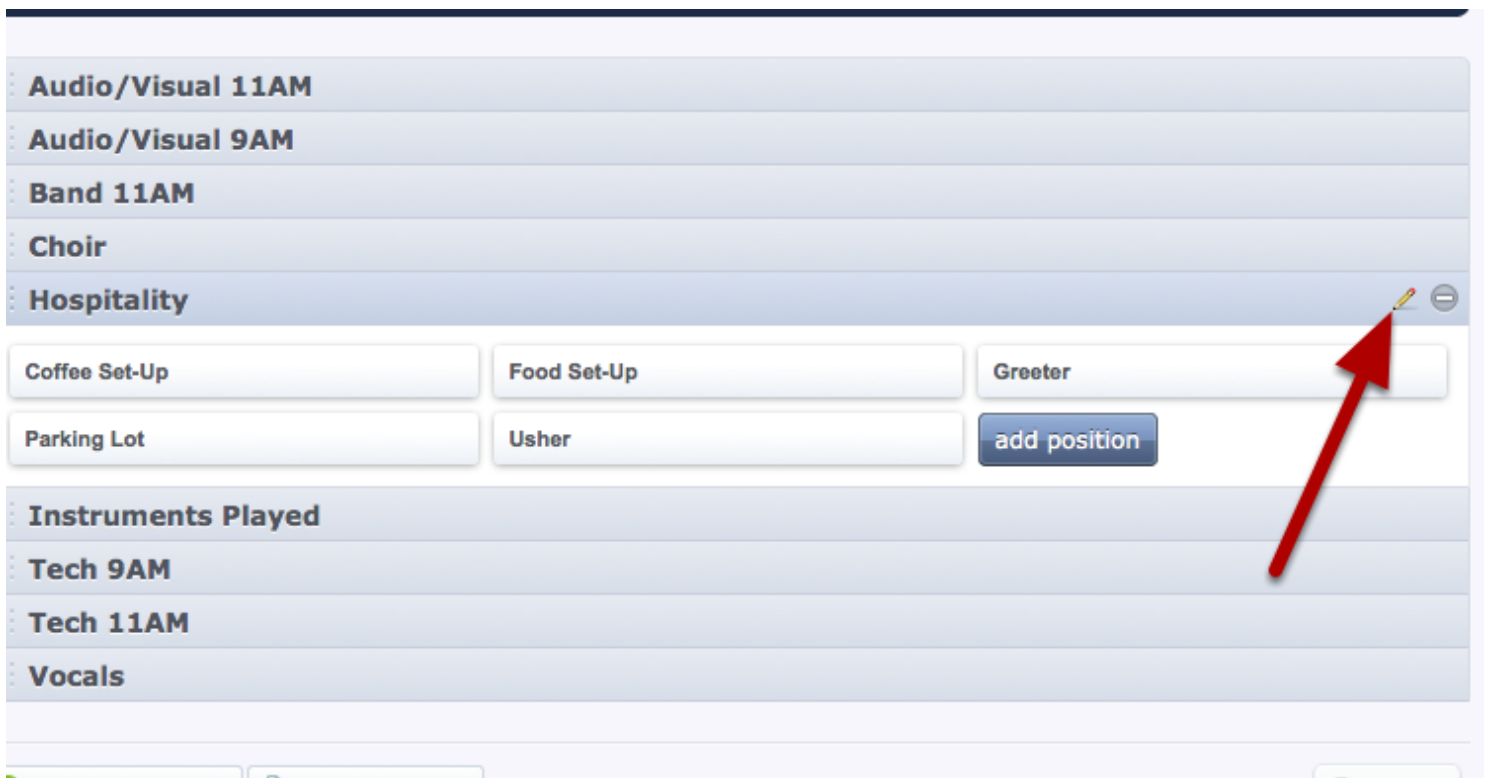 Audio/Visual 11AM
Audio/Visual 9AM
Band 11AM
Choir
Hospitality
Coffee Set-Up Food Set-Up Greeter
Parking Lot Usher add position
Instruments Played
Tech 9AM
Tech 11AM
Vocals